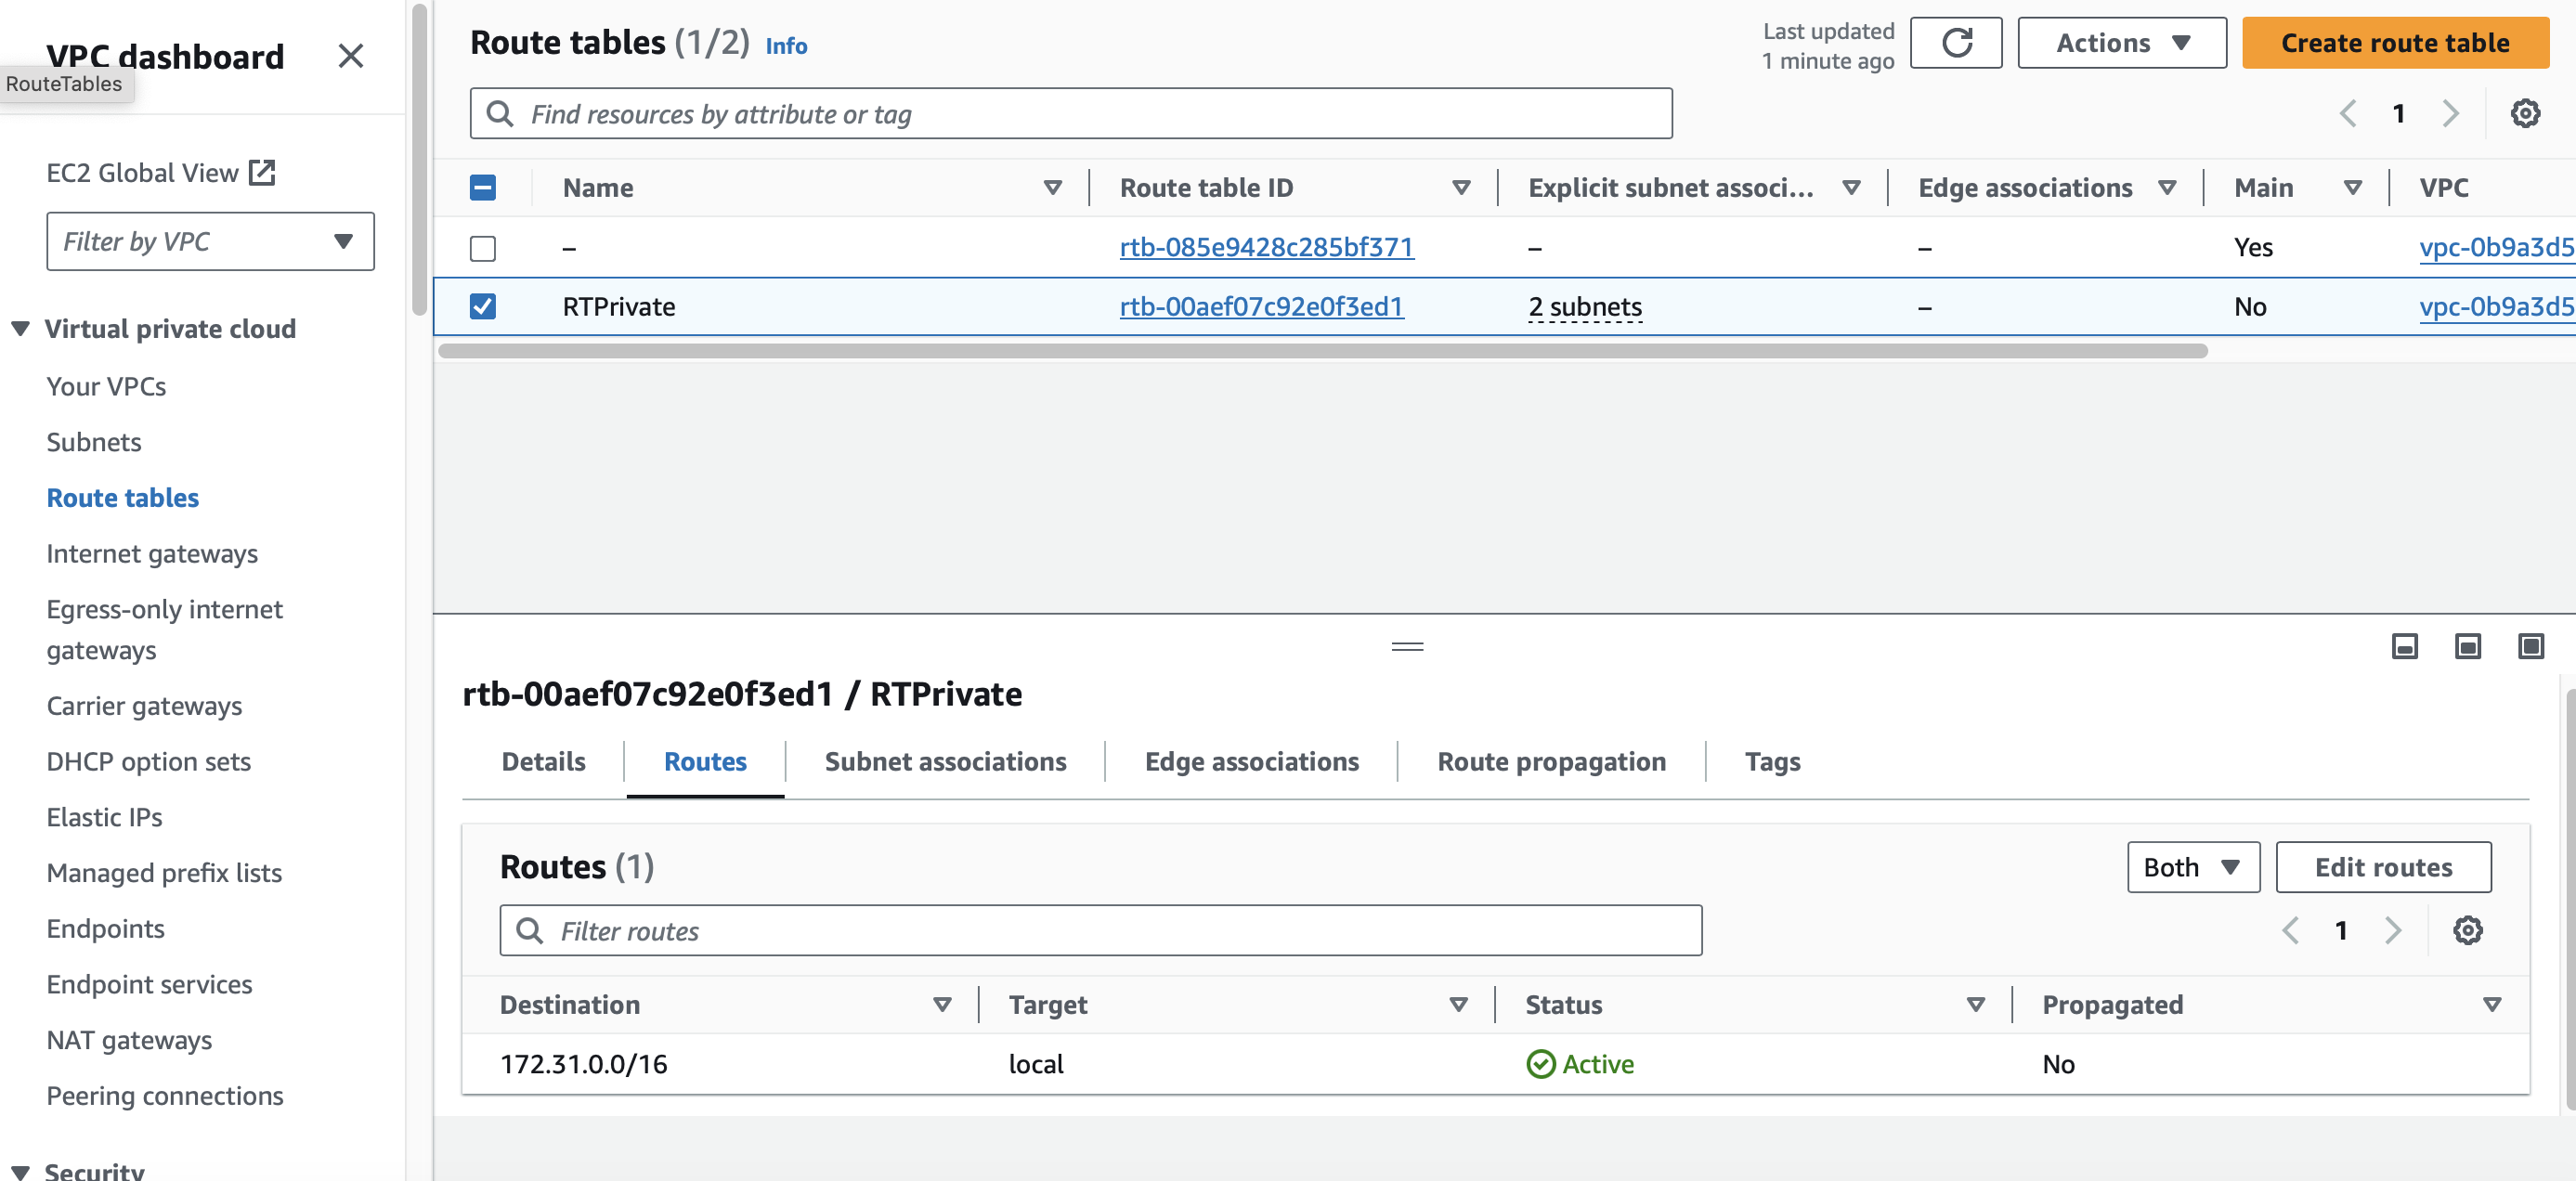 VPC dashboard
RouteTables
EC2 Global View
Filter by VPC
Virtual private cloud
Your VPCs
Subnets
Route tables
Internet gateways
Egress-only internet
gateways
Carrier gateways
DHCP option sets
Elastic IPs
Managed prefix lists
Endpoints
Endpoint services
NAT gateways
Peering connections
Security
Route tables (1/2) Info
Last updated
1 minute ago
Actions
Create route table
Find resources by attribute or tag
1
Name Route table ID Explicit subnet associ... Edge associations Main VPC
– rtb-085e9428c285bf371 – – Yes vpc-0b9a3d5
RTPrivate rtb-00aef07c92e0f3ed1 2 subnets – No vpc-0b9a3d5
rtb-00aef07c92e0f3ed1 / RTPrivate
Details Routes Subnet associations Edge associations Route propagation Tags
Routes (1)
Both
Edit routes
Filter routes
1
Destination Target Status Propagated
172.31.0.0/16 local Active No